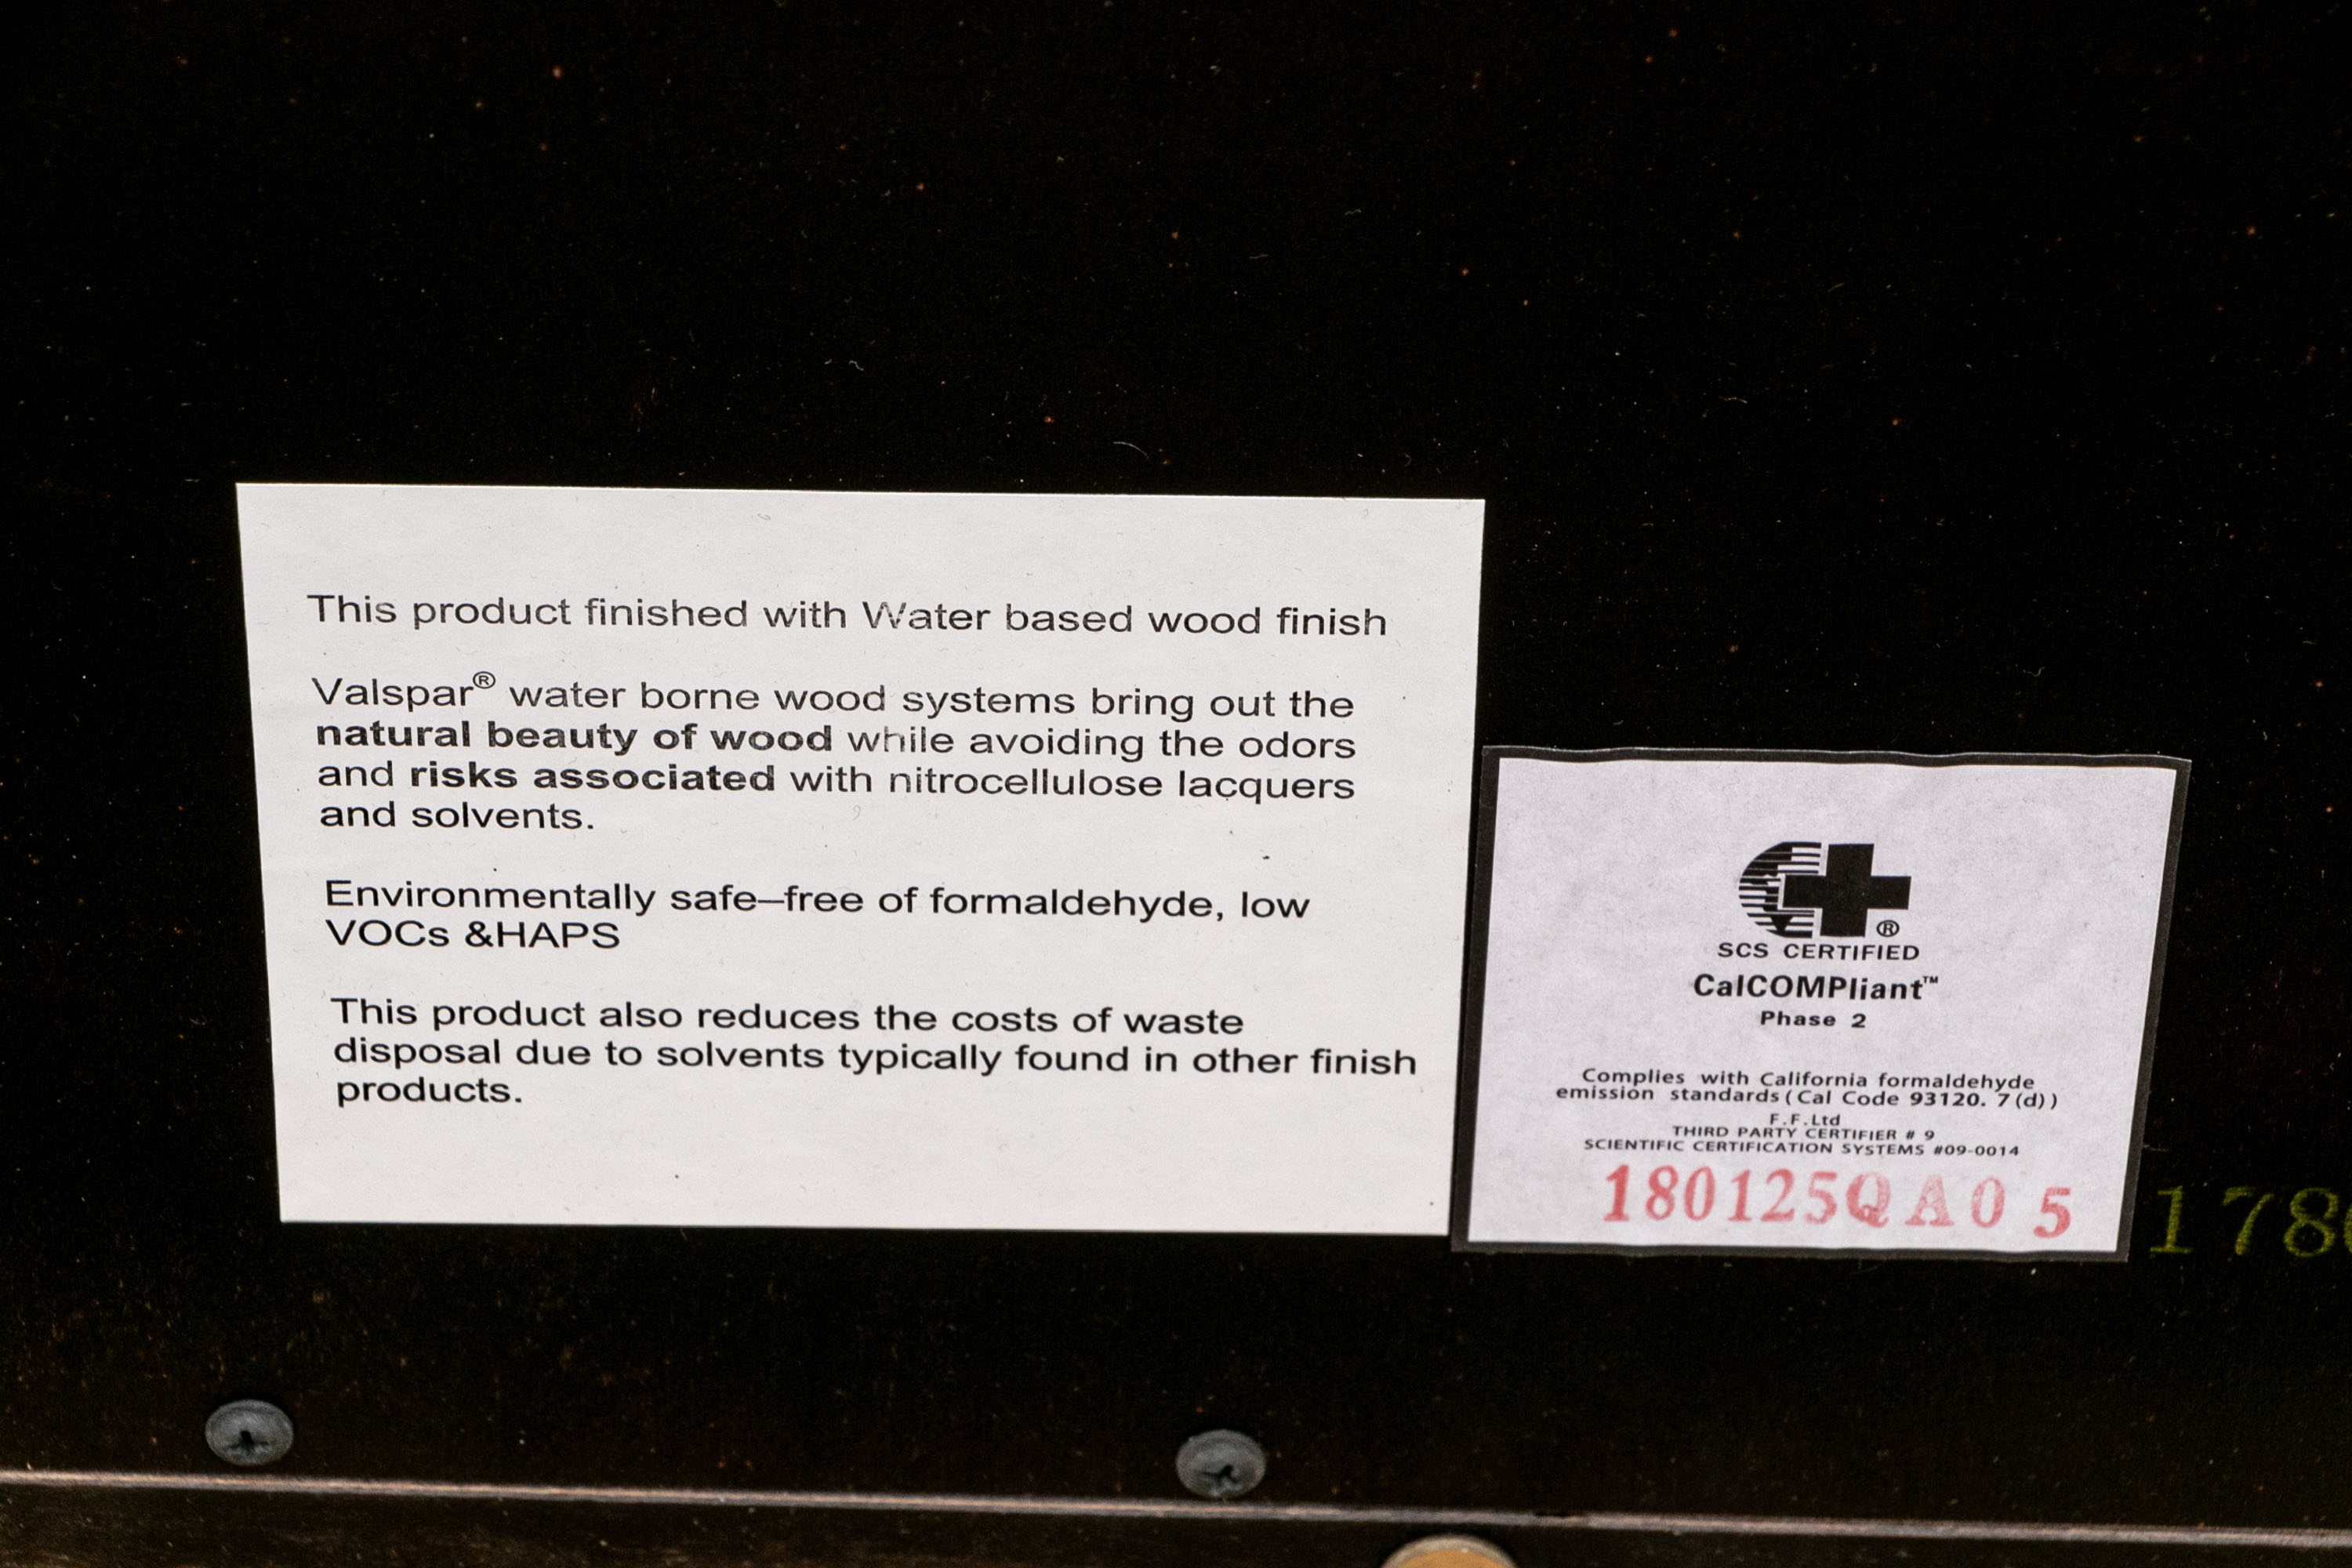 This product finished with Water based wood finish
Valspar® water borne wood systems bring out the
natural beauty of wood while avoiding the odors
and risks associated with nitrocellulose lacquers
and solvents.
Environmentally safe–free of formaldehyde, low
VOCs &HAPS
This product also reduces the costs of waste
disposal due to solvents typically found in other finish
products.
®
SCS CERTIFIED
CalCOMPliant™
Phase 2
Complies with California formaldehyde
emission standards (Cal Code 93120. 7 (d) )
F.F.Ltd
THIRD PARTY CERTIFIER # 9
SCIENTIFIC CERTIFICATION SYSTEMS #09-0014
180125QA05
178